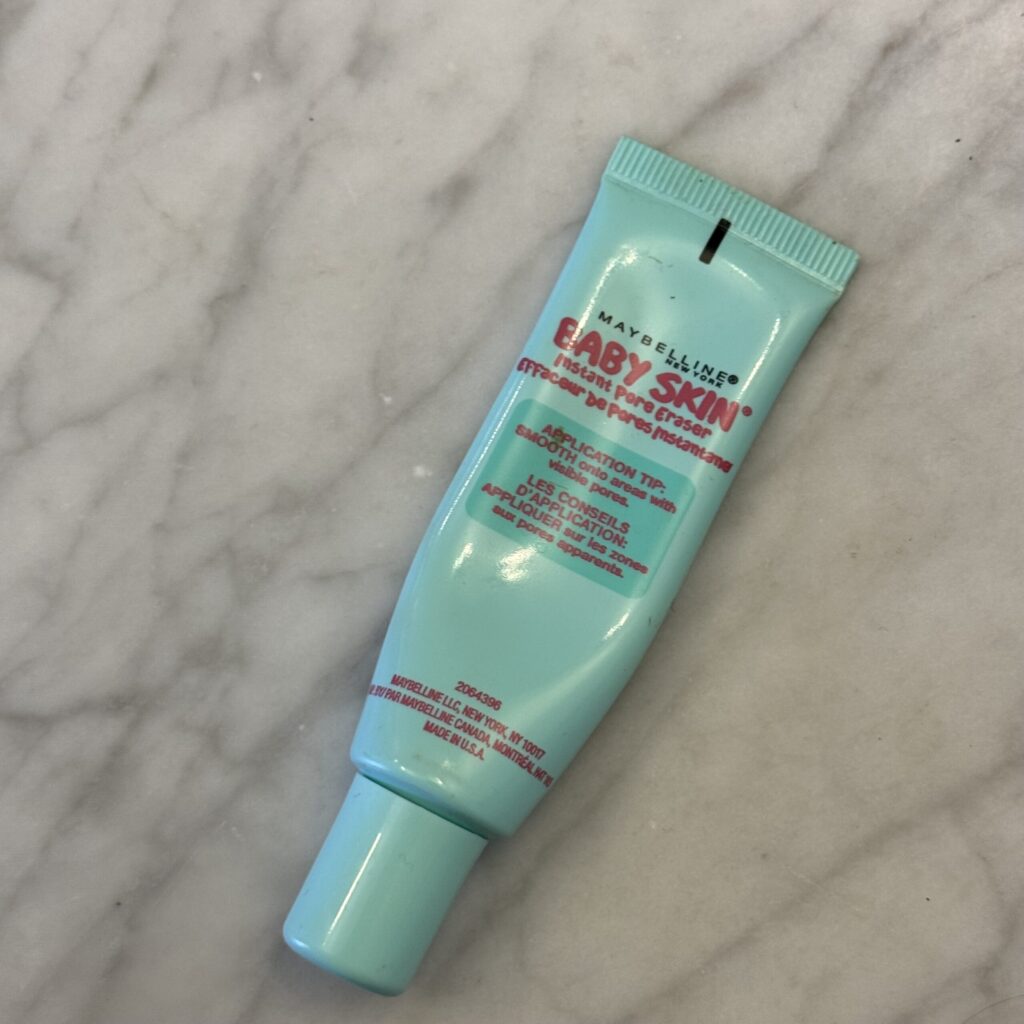 MAYBELLINE®
NEW YORK
BABY SKIN®
Instant Pore Eraser
Effaceur De Pores Instantané
APPLICATION TIP:
SMOOTH onto areas with
visible pores.
LES CONSEILS
D'APPLICATION:
APPLIQUER sur les zones
aux pores apparents.
2064396
MAYBELLINE LLC, NEW YORK, NY 10017
PAR MAYBELLINE CANADA, MONTRÉAL H4T
MADE IN U.S.A.